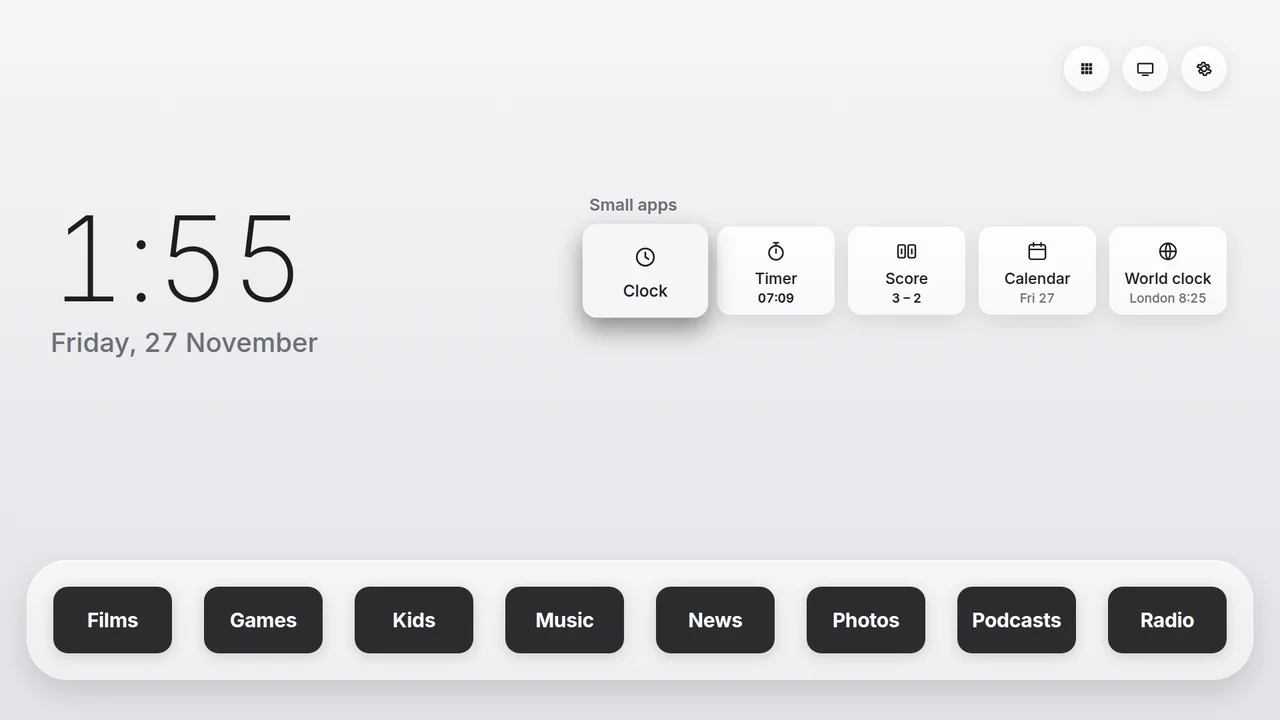 1:55
Friday, 27 November
Small apps
Clock
Timer
07:09
Score
3 – 2
Calendar
Fri 27
World clock
London 8:25
Films
Games
Kids
Music
News
Photos
Podcasts
Radio